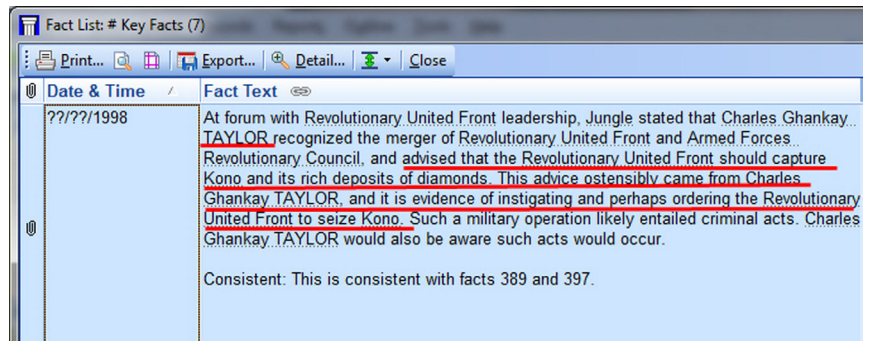 Fact List: # Key Facts (7)
Print... Export... Detail... Close
Date & Time Fact Text
??/??/1998 At forum with Revolutionary United Front leadership, Jungle stated that Charles Ghankay
TAYLOR recognized the merger of Revolutionary United Front and Armed Forces
Revolutionary Council, and advised that the Revolutionary United Front should capture
Kono and its rich deposits of diamonds. This advice ostensibly came from Charles
Ghankay TAYLOR, and it is evidence of instigating and perhaps ordering the Revolutionary
United Front to seize Kono. Such a military operation likely entailed criminal acts. Charles
Ghankay TAYLOR would also be aware such acts would occur.
Consistent: This is consistent with facts 389 and 397.